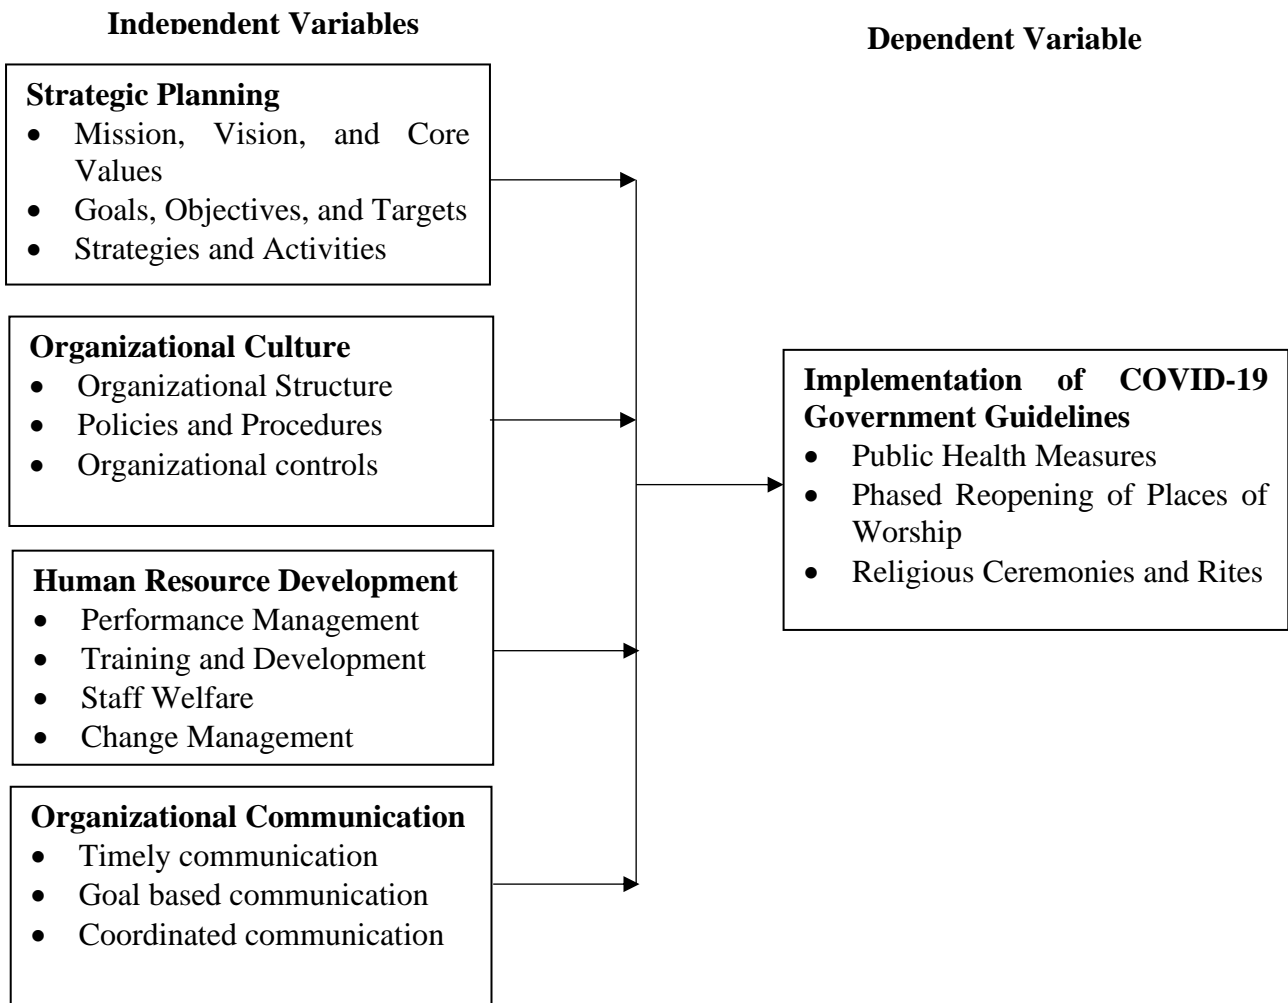 Independent Variables
Dependent Variable
Strategic Planning
• Mission, Vision, and Core
Values
• Goals, Objectives, and Targets
• Strategies and Activities
Organizational Culture
• Organizational Structure
• Policies and Procedures
• Organizational controls
Human Resource Development
• Performance Management
• Training and Development
• Staff Welfare
• Change Management
Organizational Communication
• Timely communication
• Goal based communication
• Coordinated communication
Implementation of COVID-19
Government Guidelines
• Public Health Measures
• Phased Reopening of Places of
Worship
• Religious Ceremonies and Rites